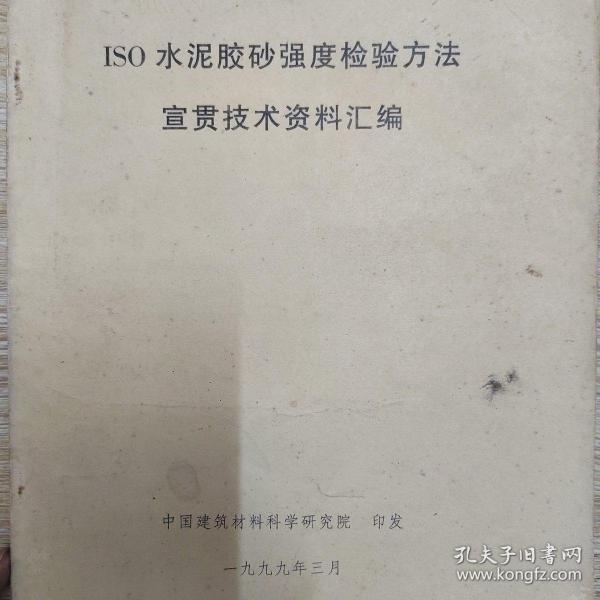 ISO 水泥胶砂强度检验方法
宣贯技术资料汇编
中国建筑材料科学研究院 印发
一九九九年三月
孔夫子旧书网
www.kongfz.com